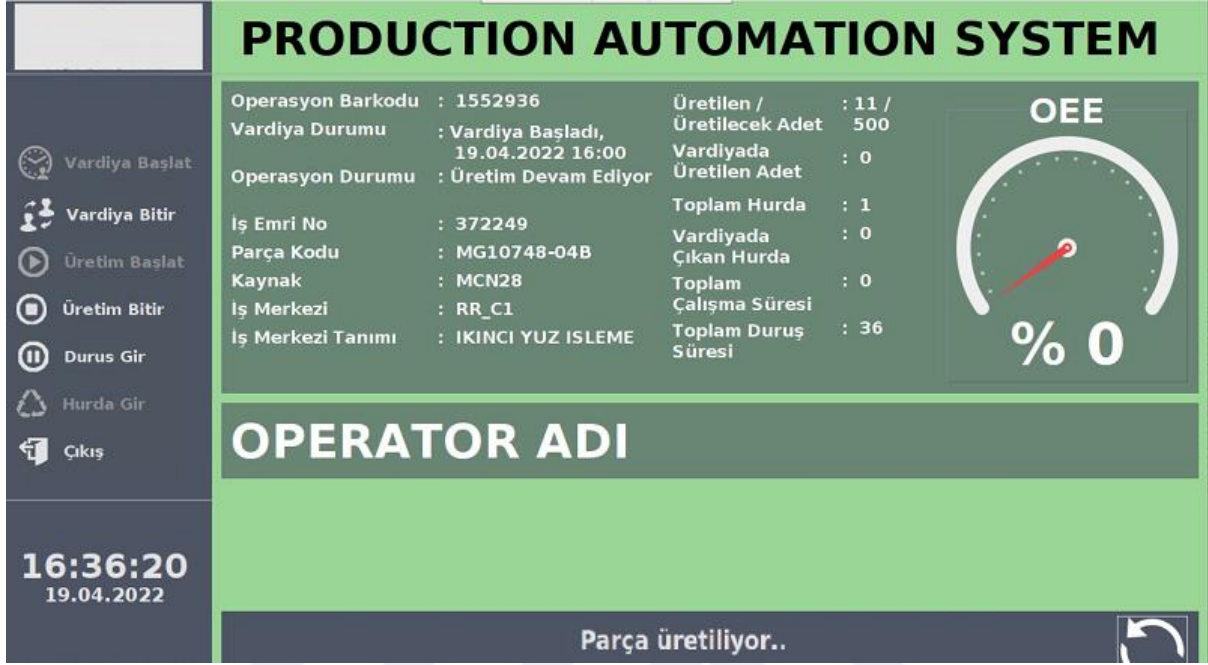 PRODUCTION AUTOMATION SYSTEM
Vardiya Başlat
Vardiya Bitir
Üretim Başlat
Üretim Bitir
Durus Gir
Hurda Gir
Çıkış
16:36:20
19.04.2022
Operasyon Barkodu : 1552936
Vardiya Durumu : Vardiya Başladı,
19.04.2022 16:00
Operasyon Durumu : Üretim Devam Ediyor
İş Emri No : 372249
Parça Kodu : MG10748-04B
Kaynak : MCN28
İş Merkezi : RR_C1
İş Merkezi Tanımı : IKINCI YUZ ISLEME
Üretilen / : 11 /
Üretilecek Adet 500
Vardiyada
Üretilen Adet : 0
Toplam Hurda : 1
Vardiyada : 0
Çıkan Hurda
Toplam : 0
Çalışma Süresi
Toplam Duruş : 36
Süresi
OEE
% 0
OPERATOR ADI
Parça üretiliyor..